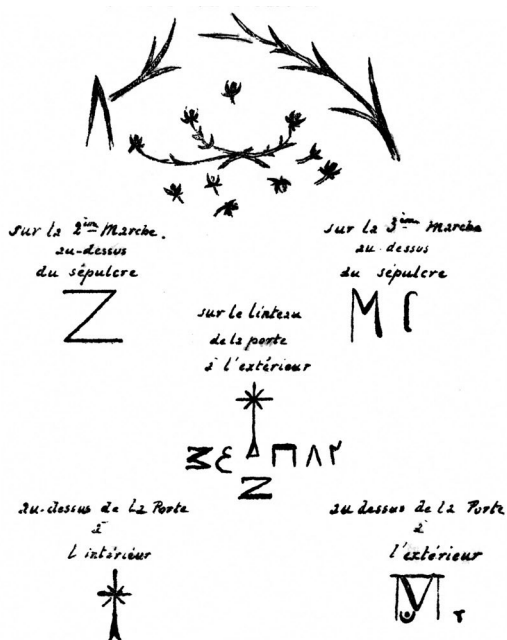 sur la 2ème Marche.
au-dessus
du sépulcre
Z
sur la 3ème Marche
au-dessus
du sépulcre
sur le linteau
de la porte
à l'extérieur
Z
au-dessus de la Porte
à
l'intérieur
au dessus de la Porte
à
l'extérieur